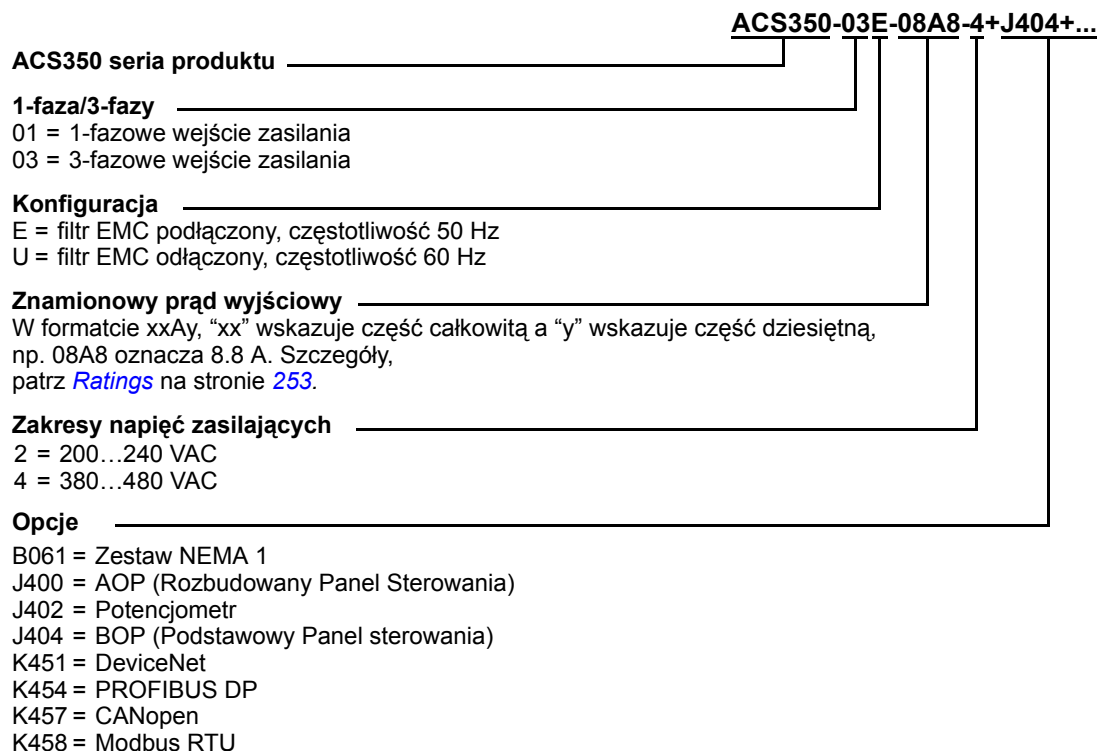 ACS350-03E-08A8-4+J404+...
ACS350 seria produktu
1-faza/3-fazy
01 = 1-fazowe wejście zasilania
03 = 3-fazowe wejście zasilania
Konfiguracja
E = filtr EMC podłączony, częstotliwość 50 Hz
U = filtr EMC odłączony, częstotliwość 60 Hz
Znamionowy prąd wyjściowy
W formatcie xxAy, “xx” wskazuje część całkowitą a “y” wskazuje część dziesiętną,
np. 08A8 oznacza 8.8 A. Szczegóły,
patrz Ratings na stronie 253.
Zakresy napięć zasilających
2 = 200…240 VAC
4 = 380…480 VAC
Opcje
B061 = Zestaw NEMA 1
J400 = AOP (Rozbudowany Panel Sterowania)
J402 = Potencjometr
J404 = BOP (Podstawowy Panel sterowania)
K451 = DeviceNet
K454 = PROFIBUS DP
K457 = CANopen
K458 = Modbus RTU